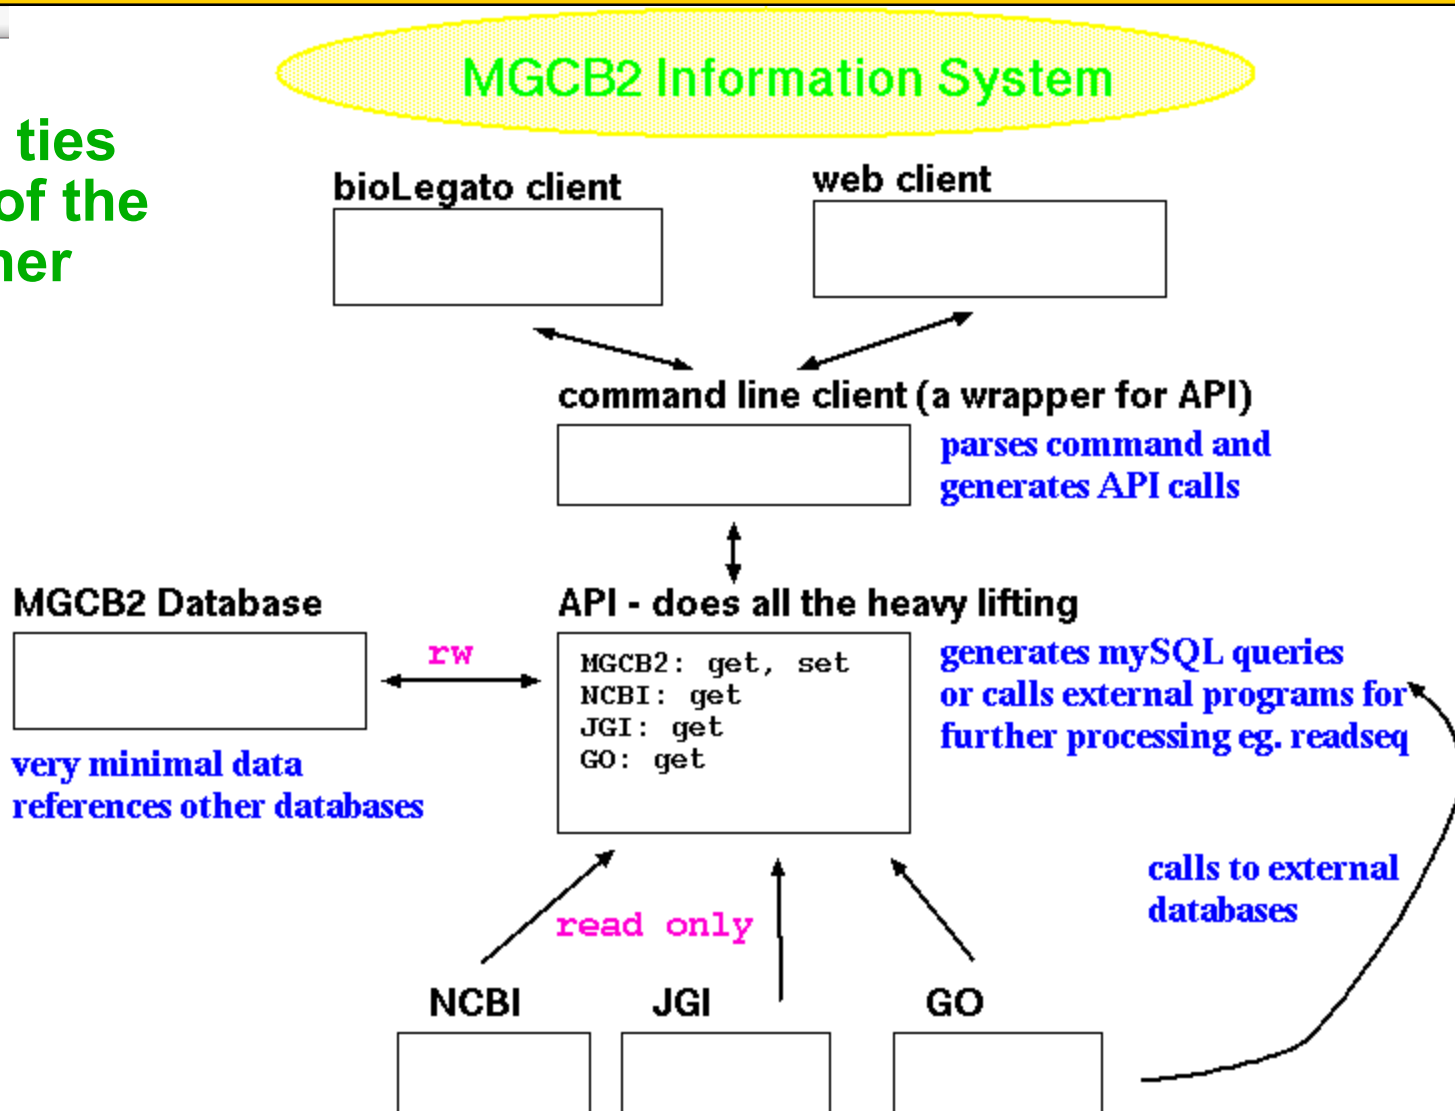 MGCB2 Information System
ties
of the
her
bioLegato client
web client
command line client (a wrapper for API)
parses command and
generates API calls
MGCB2 Database
API - does all the heavy lifting
rw
MGCB2: get, set
NCBI: get
JGI: get
GO: get
generates mySQL queries
or calls external programs for
further processing eg. readseq
very minimal data
references other databases
calls to external
databases
read only
NCBI
JGI
GO